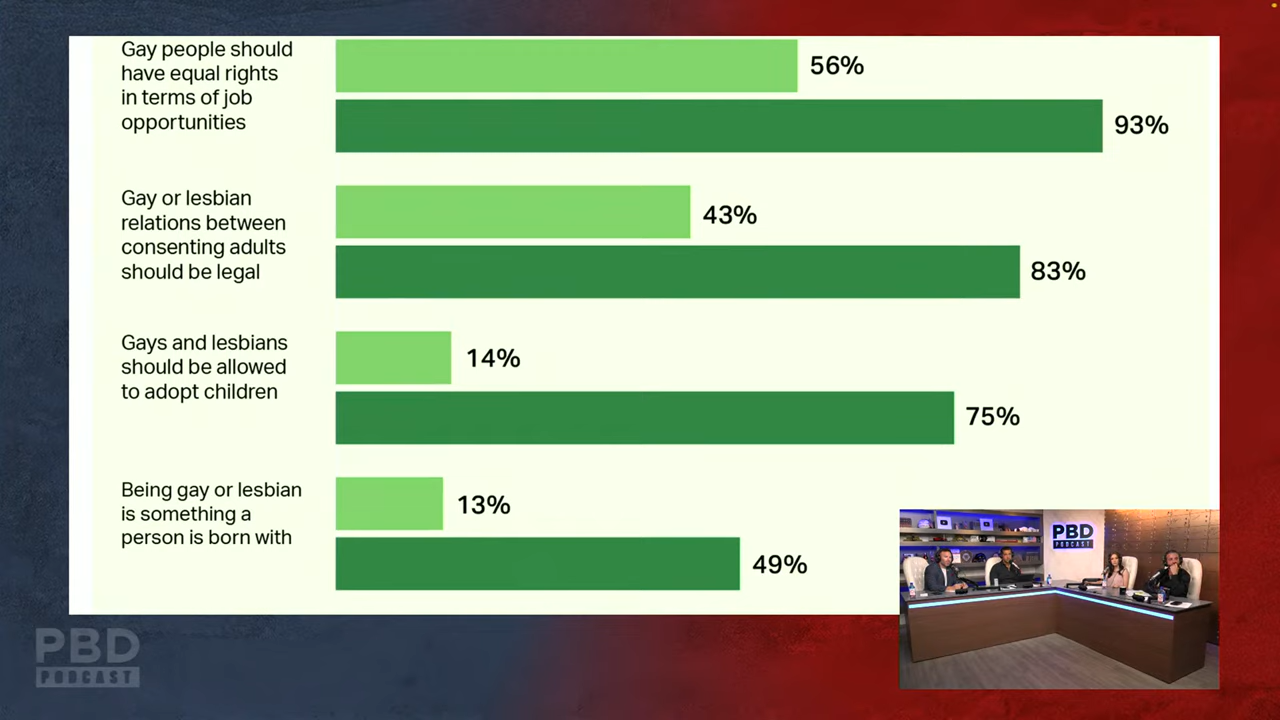 Gay people should
have equal rights
in terms of job
opportunities
56%
93%
Gay or lesbian
relations between
consenting adults
should be legal
43%
83%
Gays and lesbians
should be allowed
to adopt children
14%
75%
Being gay or lesbian
is something a
person is born with
13%
49%
PBD
PODCAST
PBD
PODCAST